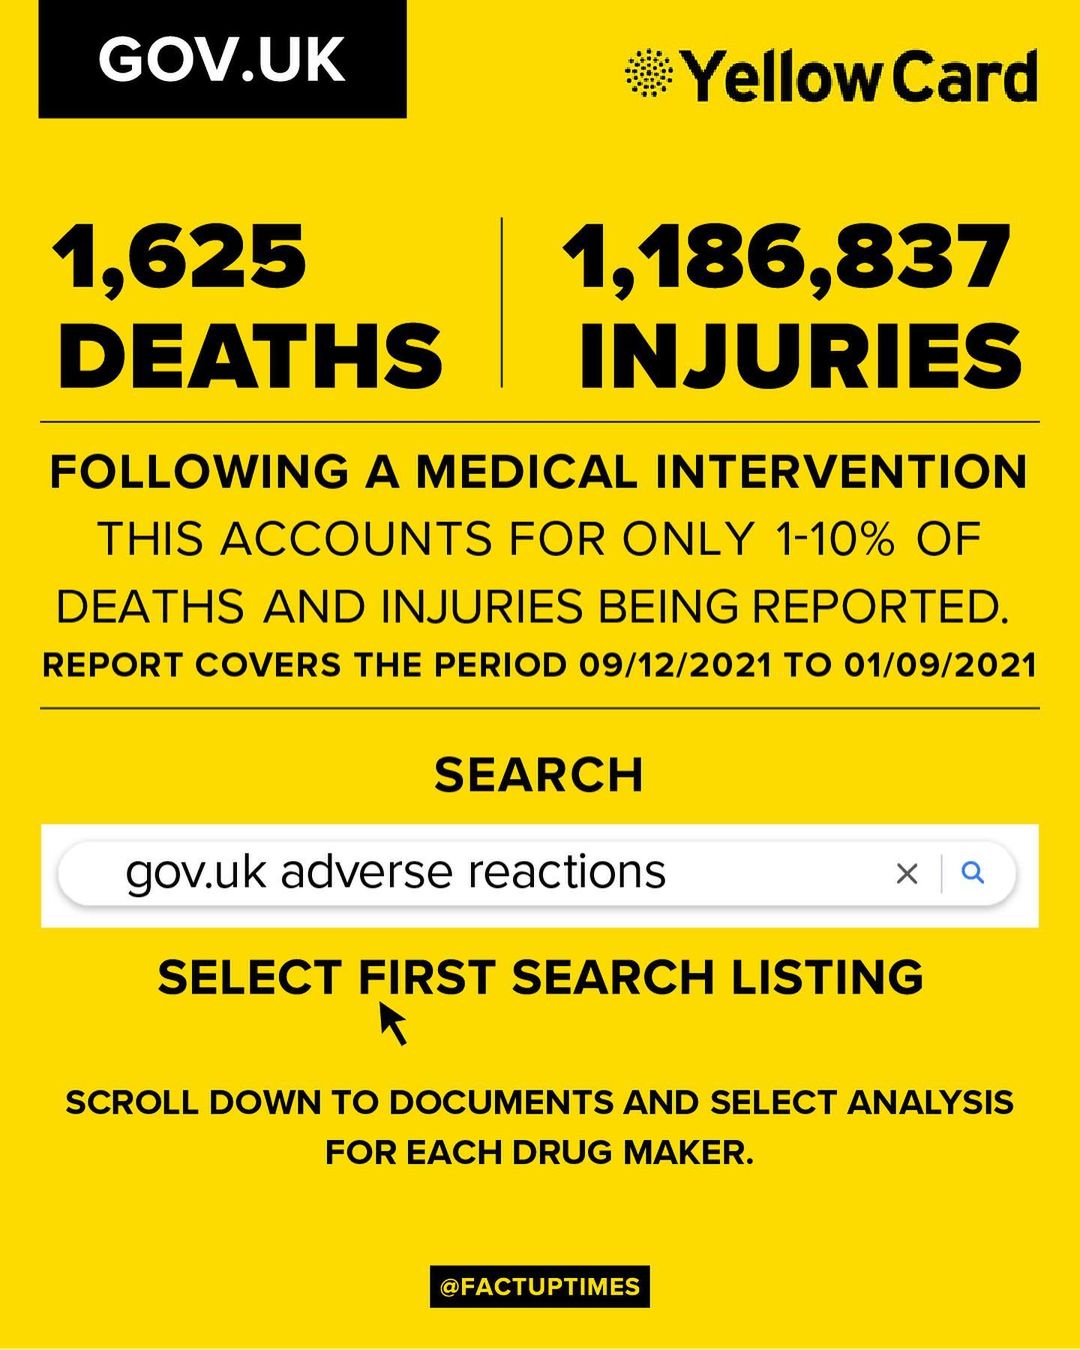 GOV.UK
Yellow Card
1,625
DEATHS
1,186,837
INJURIES
FOLLOWING A MEDICAL INTERVENTION
THIS ACCOUNTS FOR ONLY 1-10% OF
DEATHS AND INJURIES BEING REPORTED.
REPORT COVERS THE PERIOD 09/12/2021 TO 01/09/2021
SEARCH
gov.uk adverse reactions
SELECT FIRST SEARCH LISTING
SCROLL DOWN TO DOCUMENTS AND SELECT ANALYSIS
FOR EACH DRUG MAKER.
@FACTUPTIMES